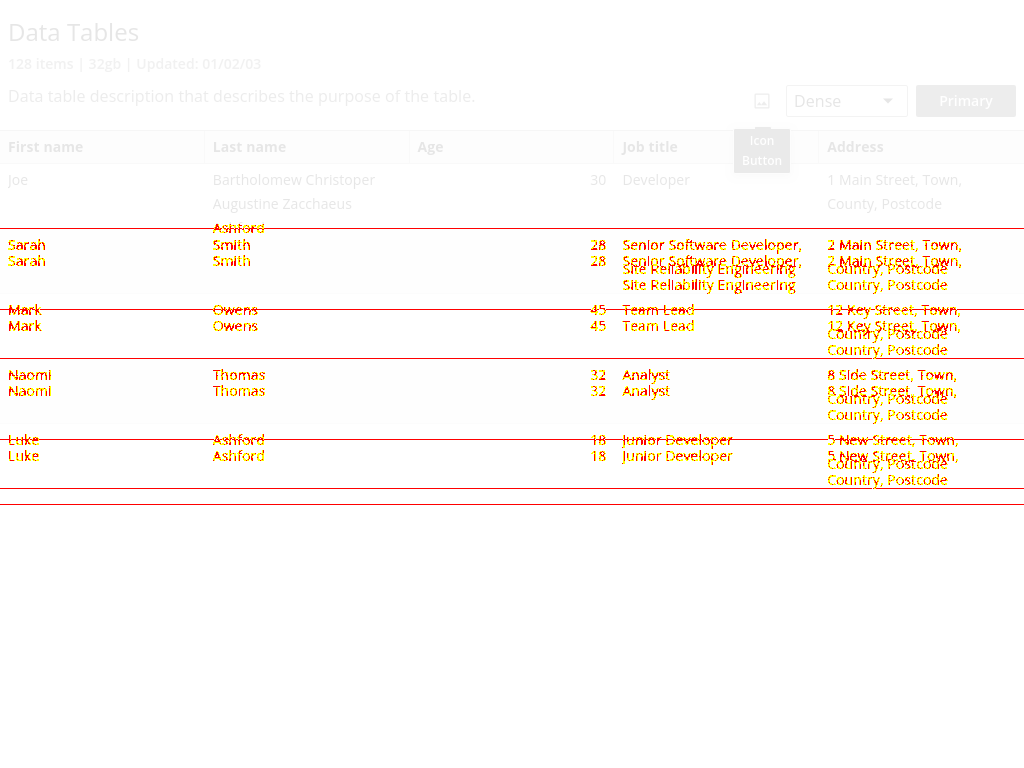 Data Tables
128 items | 32gb | Updated: 01/02/03
Data table description that describes the purpose of the table.
Dense
Primary
Icon
Button
First name Last name Age Job title Address
Joe Bartholomew Christoper 30 Developer 1 Main Street, Town,
Augustine Zacchaeus County, Postcode
Ashford
Sarah Smith 28 Senior Software Developer, 2 Main Street, Town,
Sarah Smith 28 Senior Software Developer, 2 Main Street, Town,
Site Reliability Engineering Country, Postcode
Site Reliability Engineering Country, Postcode
Mark Owens 45 Team Lead 12 Key Street, Town,
Mark Owens 45 Team Lead 12 Key Street, Town,
Country, Postcode
Country, Postcode
Naomi Thomas 32 Analyst 8 Side Street, Town,
Naomi Thomas 32 Analyst 8 Side Street, Town,
Country, Postcode
Country, Postcode
Luke Ashford 18 Junior Developer 5 New Street, Town,
Luke Ashford 18 Junior Developer 5 New Street, Town,
Country, Postcode
Country, Postcode